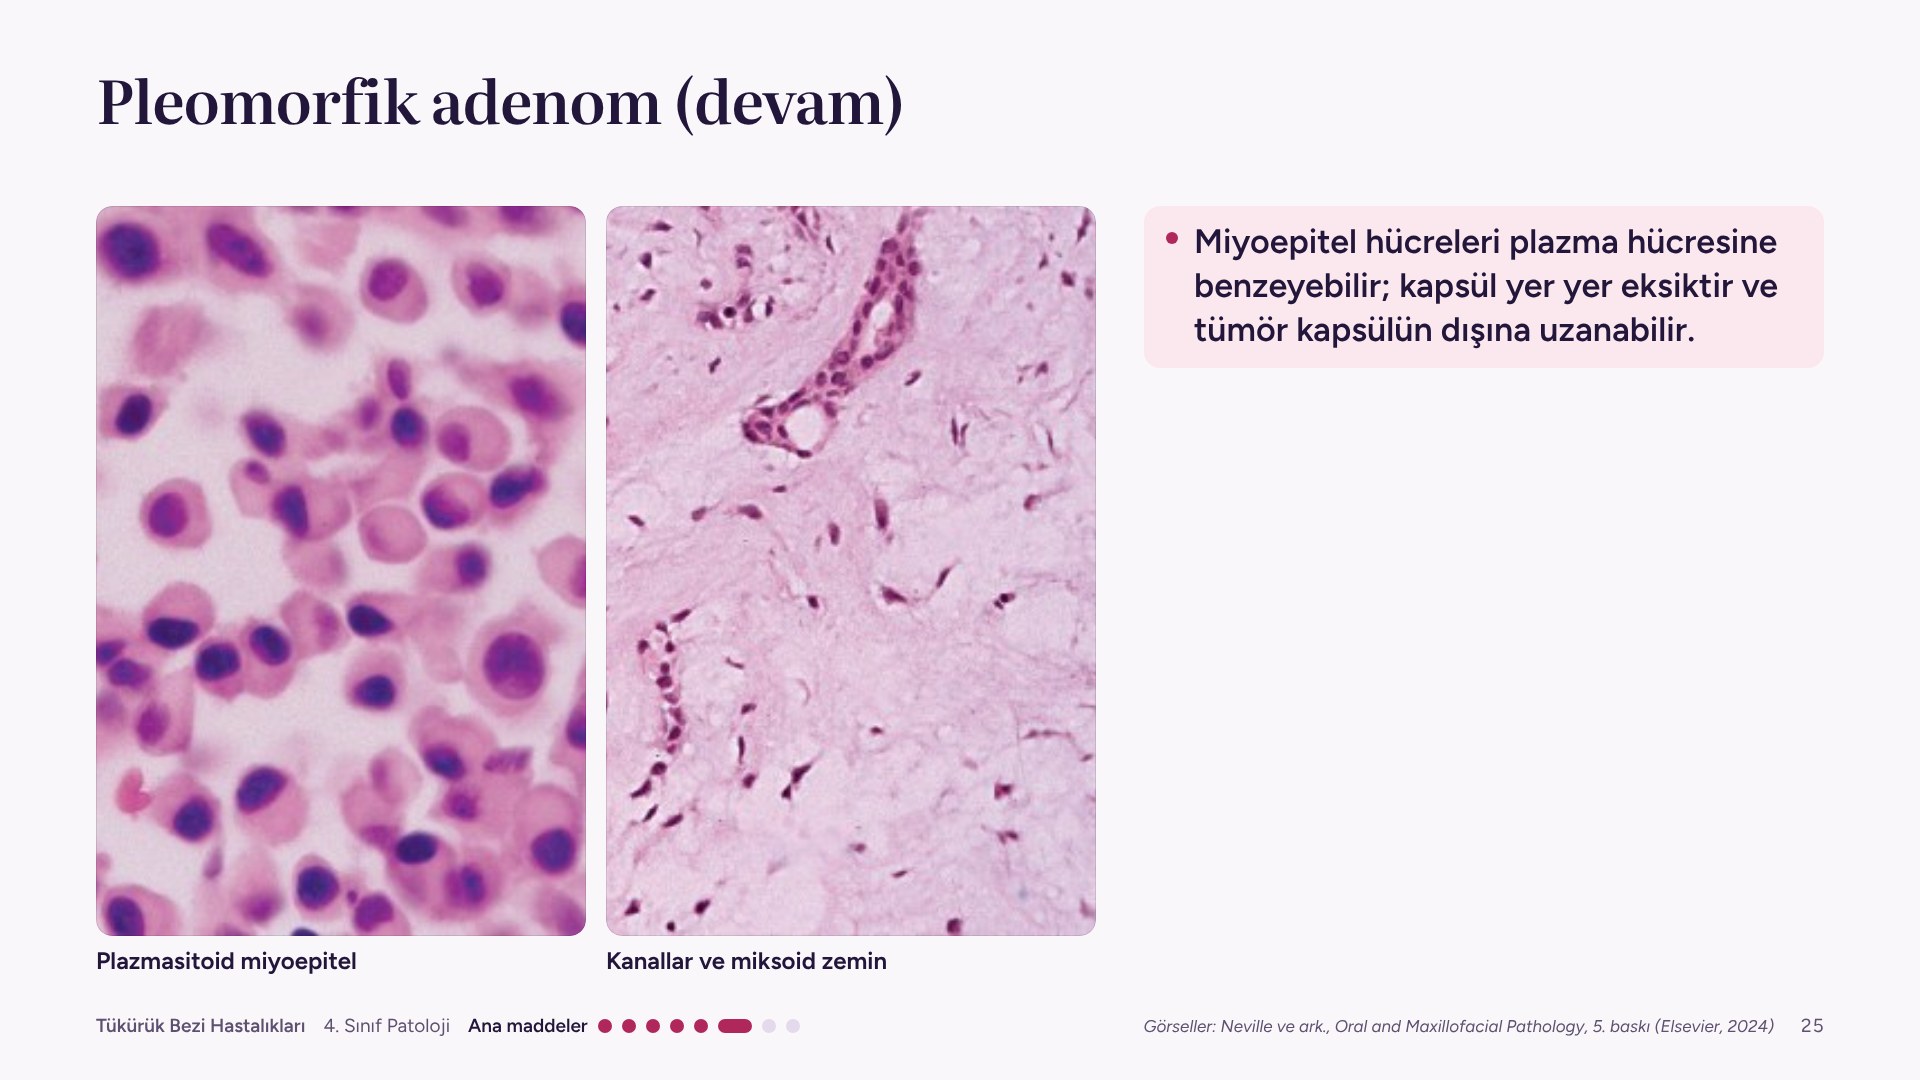 Pleomorfik adenom (devam)
Miyoepitel hücreleri plazma hücresine
benzeyebilir; kapsül yer yer eksiktir ve
tümör kapsülün dışına uzanabilir.
Plazmasitoid miyoepitel
Kanallar ve miksoid zemin
Tükürük Bezi Hastalıkları 4. Sınıf Patoloji Ana maddeler
Görseller: Neville ve ark., Oral and Maxillofacial Pathology, 5. baskı (Elsevier, 2024) 25